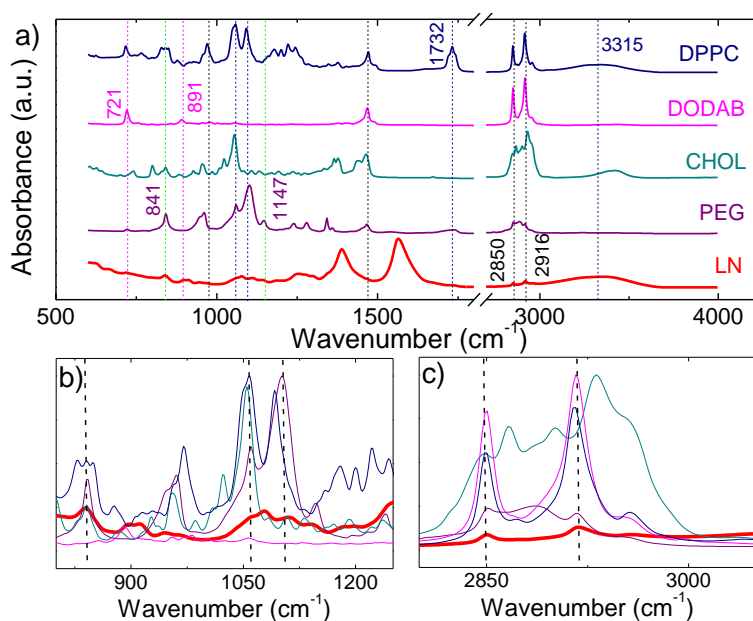 a)
Absorbance (a.u.)
DPPC
DODAB
CHOL
PEG
LN
721
891
841
1147
1732
3315
2850
2916
500 1000 1500 3000 3500 4000
Wavenumber (cm⁻¹)
b)
900 1050 1200
Wavenumber (cm⁻¹)
c)
2850 3000
Wavenumber (cm⁻¹)